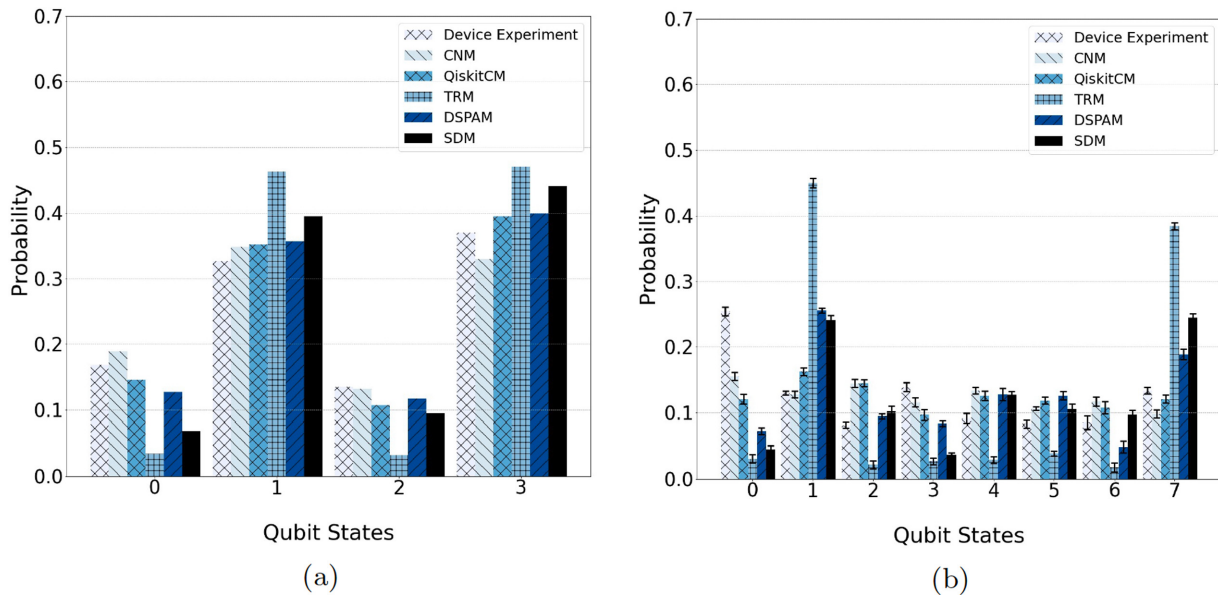 0.7
0.6
0.5
0.4
0.3
0.2
0.1
0.0
Probability
Device Experiment
CNM
QiskitCM
TRM
DSPAM
SDM
0 1 2 3
Qubit States
(a)
0.7
0.6
0.5
0.4
0.3
0.2
0.1
0.0
Probability
Device Experiment
CNM
QiskitCM
TRM
DSPAM
SDM
0 1 2 3 4 5 6 7
Qubit States
(b)